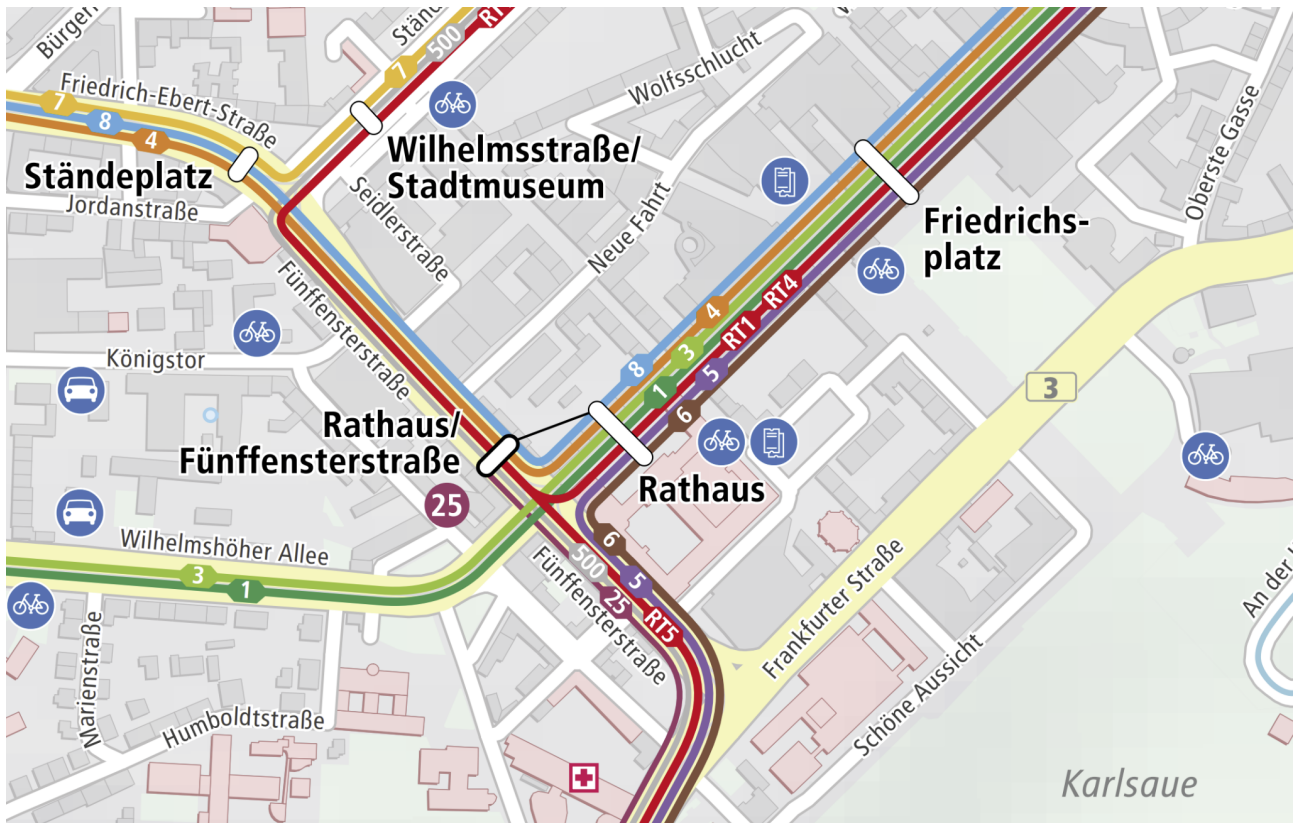 Bürger
Stän
7
500
RT
Wolfsschlucht
Oberste Gasse
Friedrich-Ebert-Straße
7
8
4
Wilhelmsstraße/
Stadtmuseum
Ständeplatz
Jordanstraße
Seidlerstraße
Neue Fahrt
Friedrichs-
platz
Fünffensterstraße
Königstor
4
3
1
8
RT1
RT4
5
6
3
Rathaus/
Fünffensterstraße
25
Rathaus
Wilhelmshöher Allee
3
1
6
5
500
25
RT5
Fünffensterstraße
Frankfurter Straße
Schöne Aussicht
An der
Marienstraße
Humboldtstraße
Karlsaue